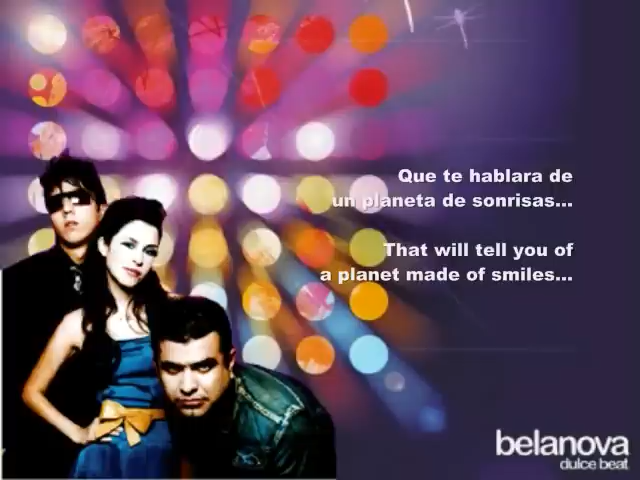 Que te hablara de
un planeta de sonrisas...
That will tell you of
a planet made of smiles...
belanova
dulce beat